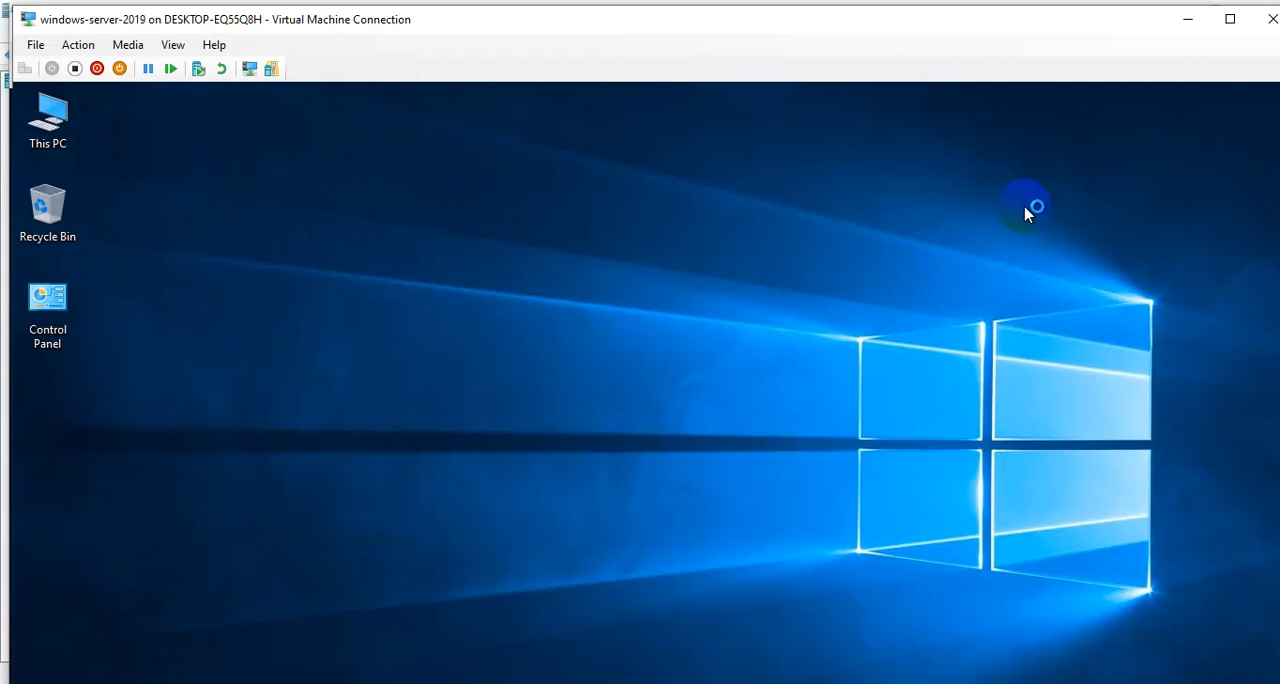 windows-server-2019 on DESKTOP-EQ55Q8H - Virtual Machine Connection
File Action Media View Help
This PC
Recycle Bin
Control
Panel